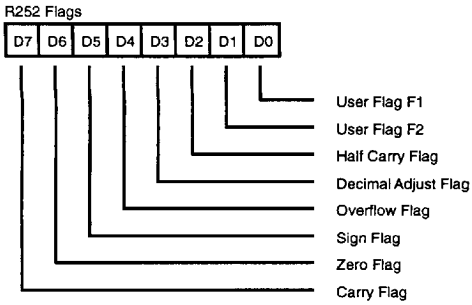 R252 Flags
D7 D6 D5 D4 D3 D2 D1 D0
User Flag F1
User Flag F2
Half Carry Flag
Decimal Adjust Flag
Overflow Flag
Sign Flag
Zero Flag
Carry Flag